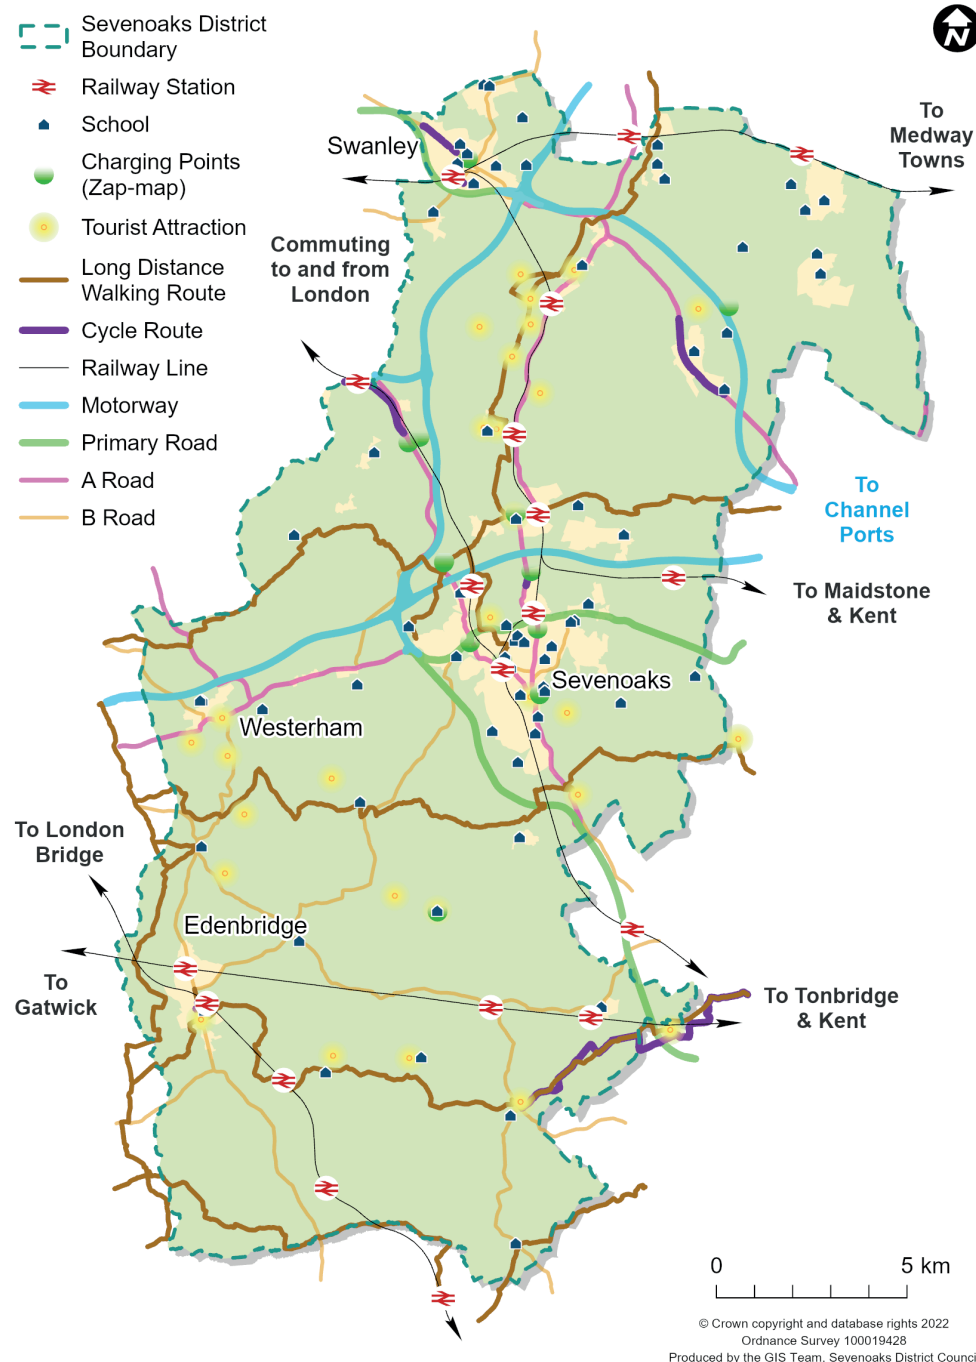 Sevenoaks District
Boundary
Railway Station
School
Charging Points
(Zap-map)
Tourist Attraction
Long Distance
Walking Route
Cycle Route
Railway Line
Motorway
Primary Road
A Road
B Road
N
To
Medway
Towns
Swanley
Commuting
to and from
London
To
Channel
Ports
To Maidstone
& Kent
Sevenoaks
Westerham
To London
Bridge
Edenbridge
To
Gatwick
To Tonbridge
& Kent
0 5 km
© Crown copyright and database rights 2022
Ordnance Survey 100019428
Produced by the GIS Team. Sevenoaks District Counci